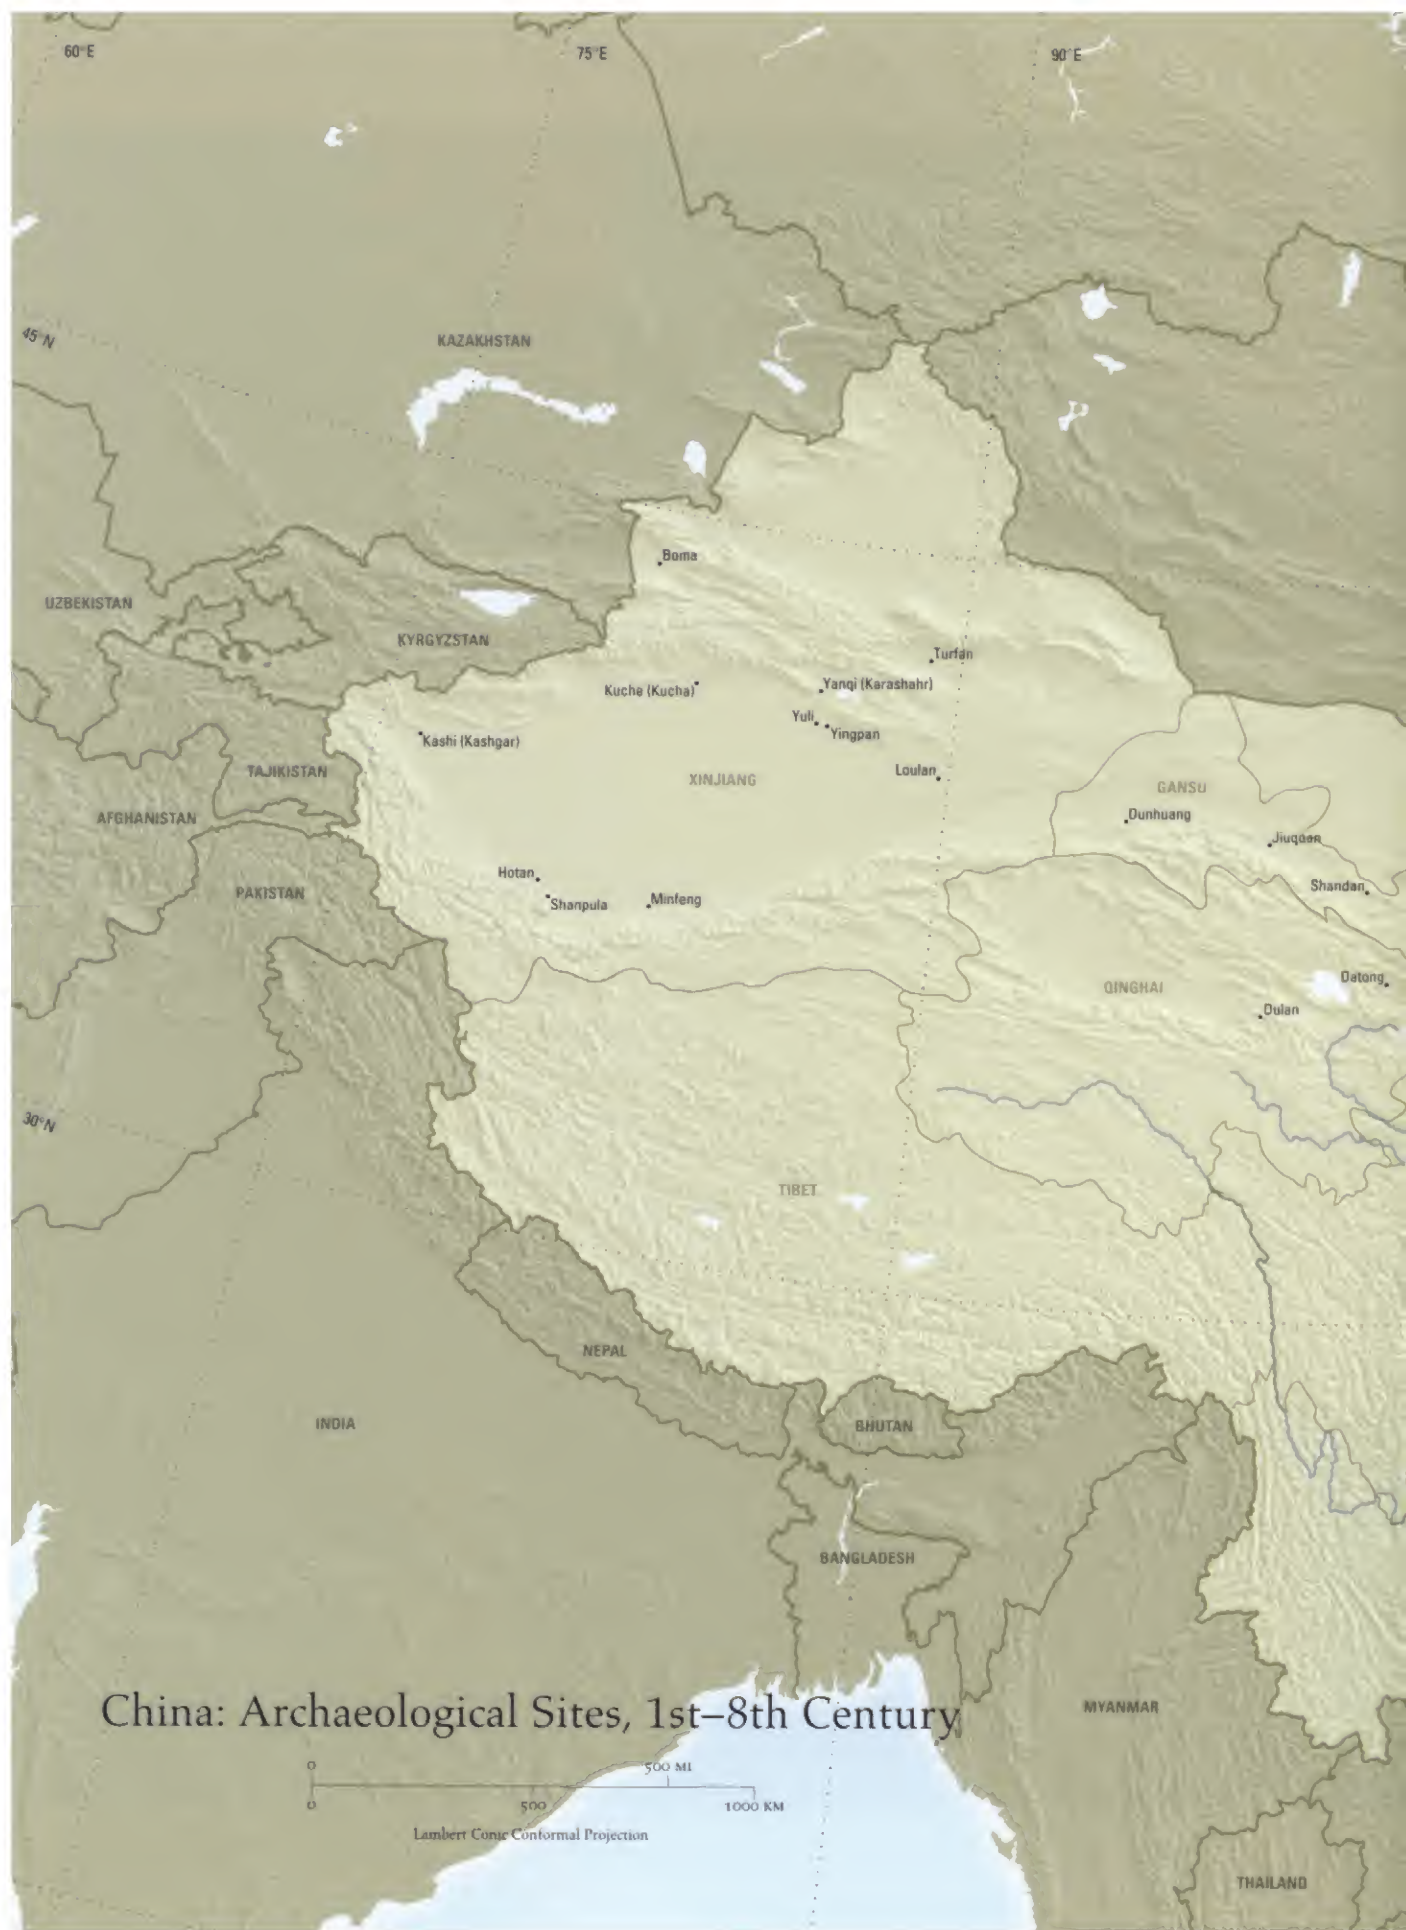 60°E
75°E
90°E
45°N
KAZAKHSTAN
Boma
UZBEKISTAN
KYRGYZSTAN
Turfan
Kuche (Kucha)
Yanqi (Karashahr)
Yuli
Yingpan
Kashi (Kashgar)
Loulan
TAJIKISTAN
XINJIANG
GANSU
AFGHANISTAN
Dunhuang
Jiuquan
Hotan
PAKISTAN
Shanpula
Minfeng
Shandan
QINGHAI
Datong
Dulan
30°N
TIBET
NEPAL
INDIA
BHUTAN
BANGLADESH
China: Archaeological Sites, 1st–8th Century
MYANMAR
0
500 MI
0
500
1000 KM
Lambert Conic Conformal Projection
THAILAND